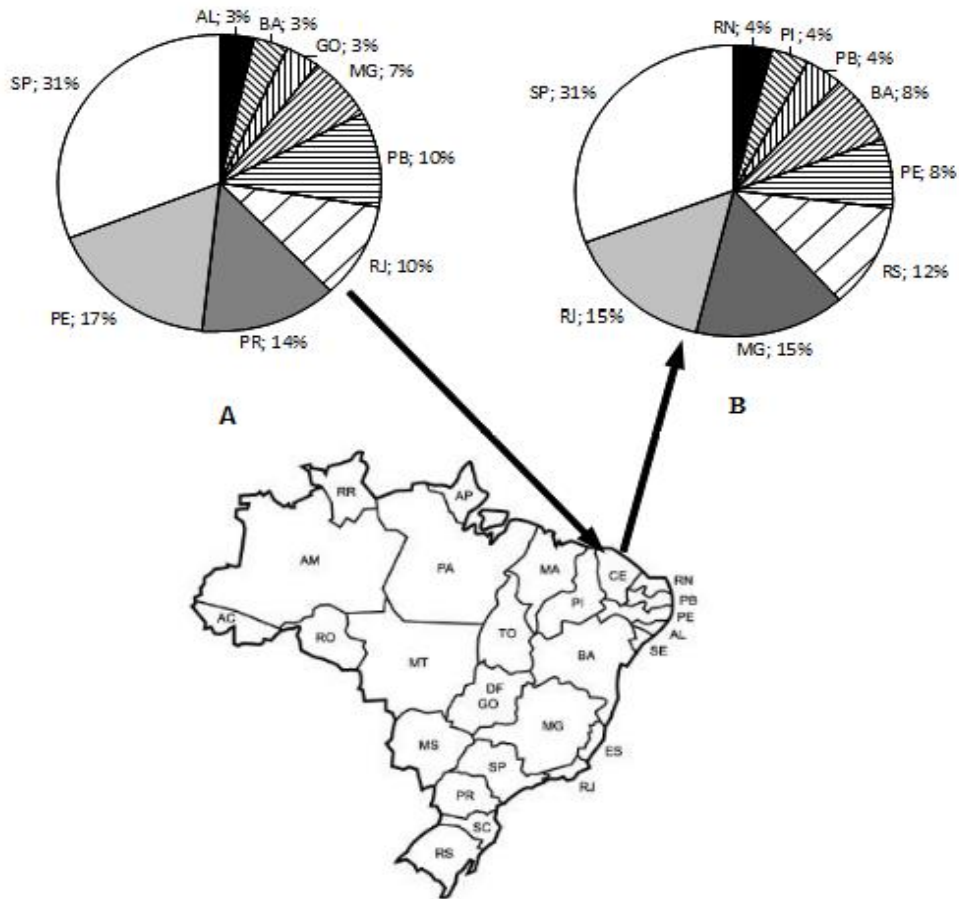 AL; 3%
BA; 3%
GO; 3%
MG; 7%
PB; 10%
RJ; 10%
PR; 14%
PE; 17%
SP; 31%
A
RN; 4%
PI; 4%
PB; 4%
BA; 8%
PE; 8%
RS; 12%
MG; 15%
RJ; 15%
SP; 31%
B
RR
AP
AM
PA
MA
CE
RN
PB
PE
AL
SE
PI
AC
RO
TO
BA
MT
DF
GO
MG
ES
MS
SP
RJ
PR
SC
RS